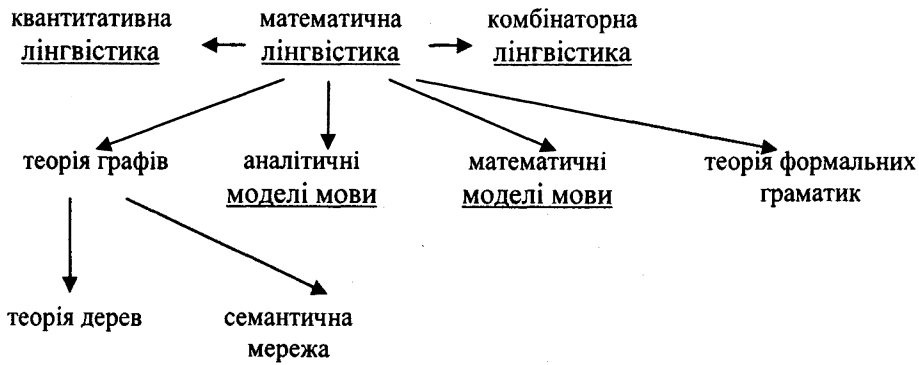 квантитативна математична комбінаторна
лінгвістика лінгвістика лінгвістика
теорія графів аналітичні математичні теорія формальних
моделі мови моделі мови граматик
теорія дерев семантична
мережа